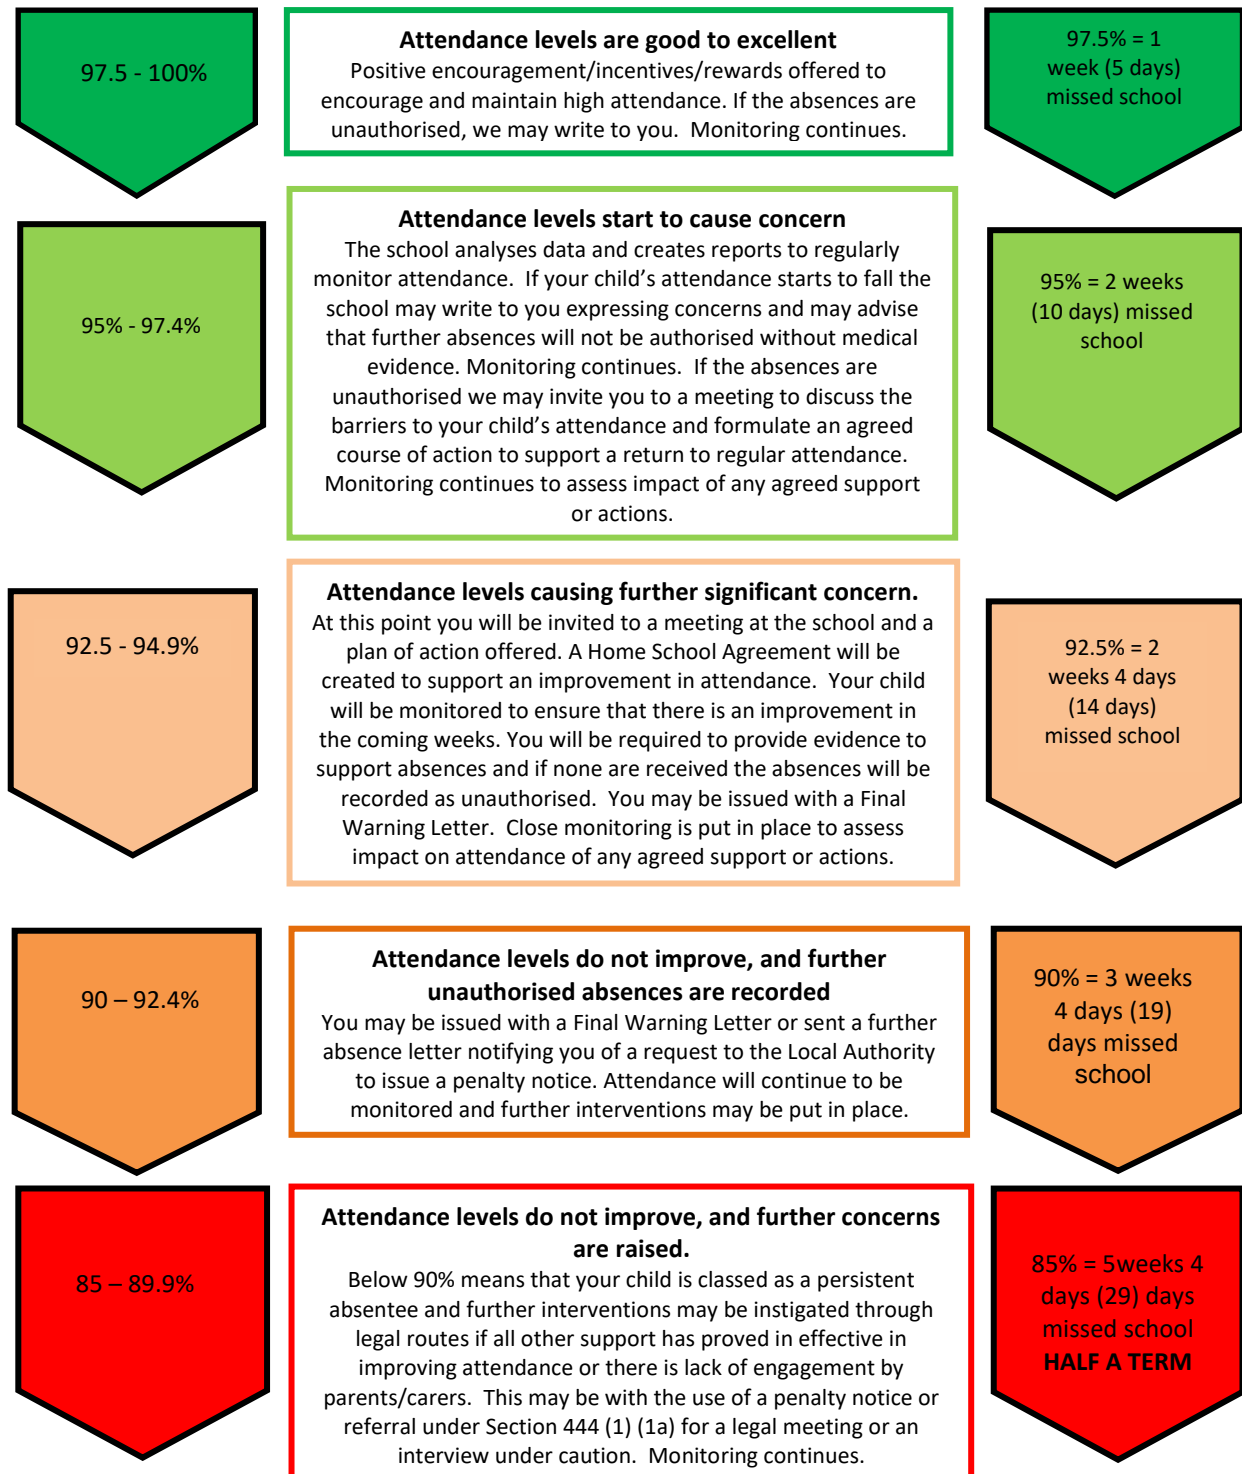 97.5 - 100%
Attendance levels are good to excellent
Positive encouragement/incentives/rewards offered to
encourage and maintain high attendance. If the absences are
unauthorised, we may write to you.  Monitoring continues.
97.5% = 1
week (5 days)
missed school
95% - 97.4%
Attendance levels start to cause concern
The school analyses data and creates reports to regularly
monitor attendance.  If your child’s attendance starts to fall the
school may write to you expressing concerns and may advise
that further absences will not be authorised without medical
evidence. Monitoring continues.  If the absences are
unauthorised we may invite you to a meeting to discuss the
barriers to your child’s attendance and formulate an agreed
course of action to support a return to regular attendance.
Monitoring continues to assess impact of any agreed support
or actions.
95% = 2 weeks
(10 days) missed
school
92.5 - 94.9%
Attendance levels causing further significant concern.
At this point you will be invited to a meeting at the school and a
plan of action offered. A Home School Agreement will be
created to support an improvement in attendance.  Your child
will be monitored to ensure that there is an improvement in
the coming weeks. You will be required to provide evidence to
support absences and if none are received the absences will be
recorded as unauthorised.  You may be issued with a Final
Warning Letter.  Close monitoring is put in place to assess
impact on attendance of any agreed support or actions.
92.5% = 2
weeks 4 days
(14 days)
missed school
90 – 92.4%
Attendance levels do not improve, and further
unauthorised absences are recorded
You may be issued with a Final Warning Letter or sent a further
absence letter notifying you of a request to the Local Authority
to issue a penalty notice. Attendance will continue to be
monitored and further interventions may be put in place.
90% = 3 weeks
4 days (19)
days missed
school
85 – 89.9%
Attendance levels do not improve, and further concerns
are raised.
Below 90% means that your child is classed as a persistent
absentee and further interventions may be instigated through
legal routes if all other support has proved in effective in
improving attendance or there is lack of engagement by
parents/carers.  This may be with the use of a penalty notice or
referral under Section 444 (1) (1a) for a legal meeting or an
interview under caution.  Monitoring continues.
85% = 5weeks 4
days (29) days
missed school
HALF A TERM